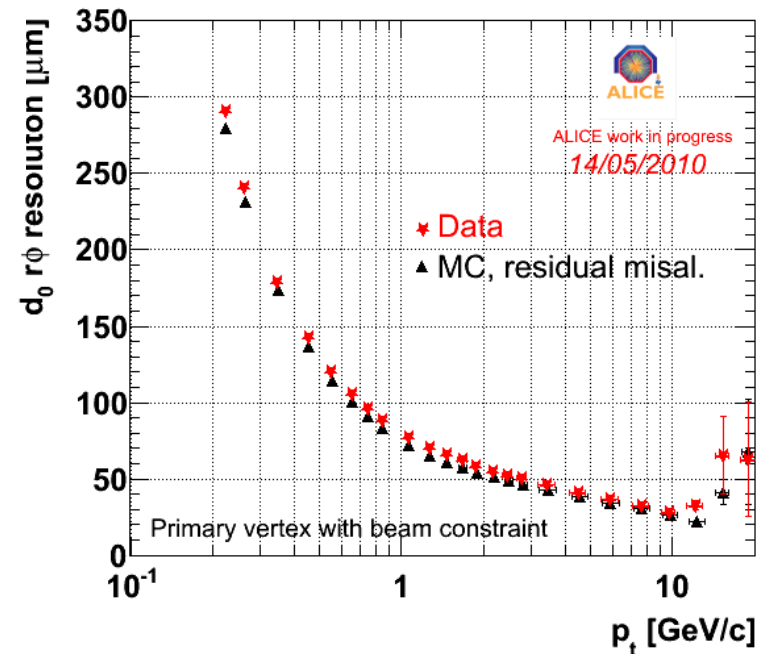 d0 rφ resolution [μm]
350
300
250
200
150
100
50
0
ALICE
ALICE work in progress
14/05/2010
Data
MC, residual misal.
Primary vertex with beam constraint
10-1
1
10
pt [GeV/c]